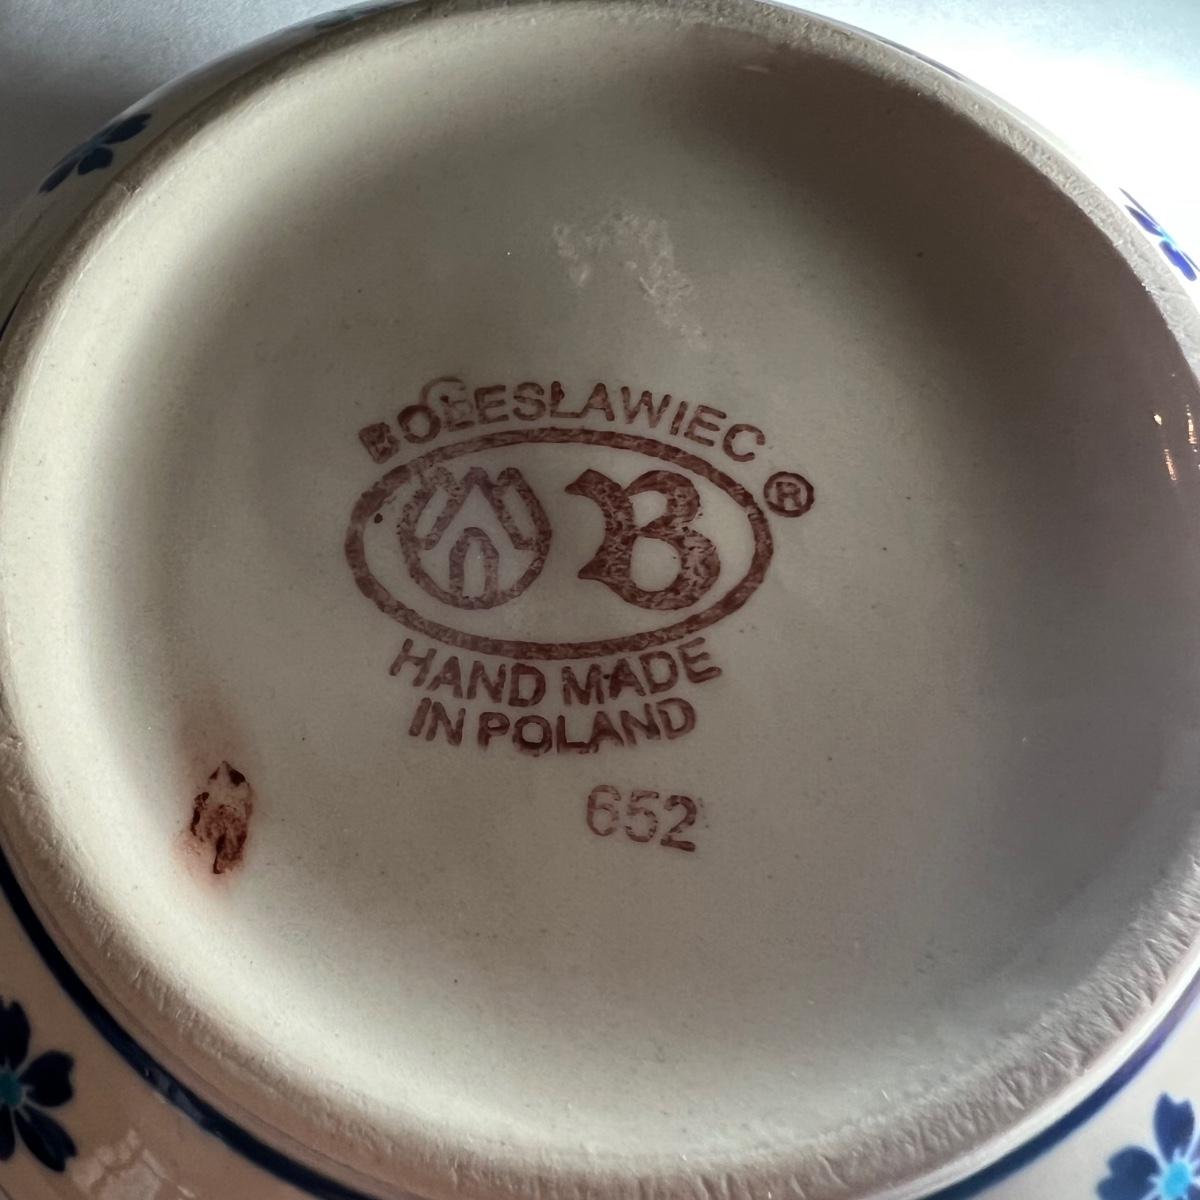 BOLESŁAWIEC
B ®
HAND MADE
IN POLAND
652